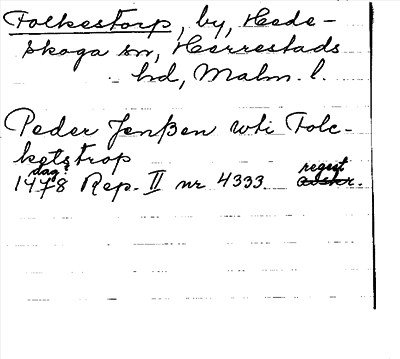 Folkestorp, by, Hede-
skoga sn, Herrestads
hd, Malm. l.
Peder Jenßen wti Folc-
ketstrop
dag?
1478 Rep. II nr 4333 regest
avskr.